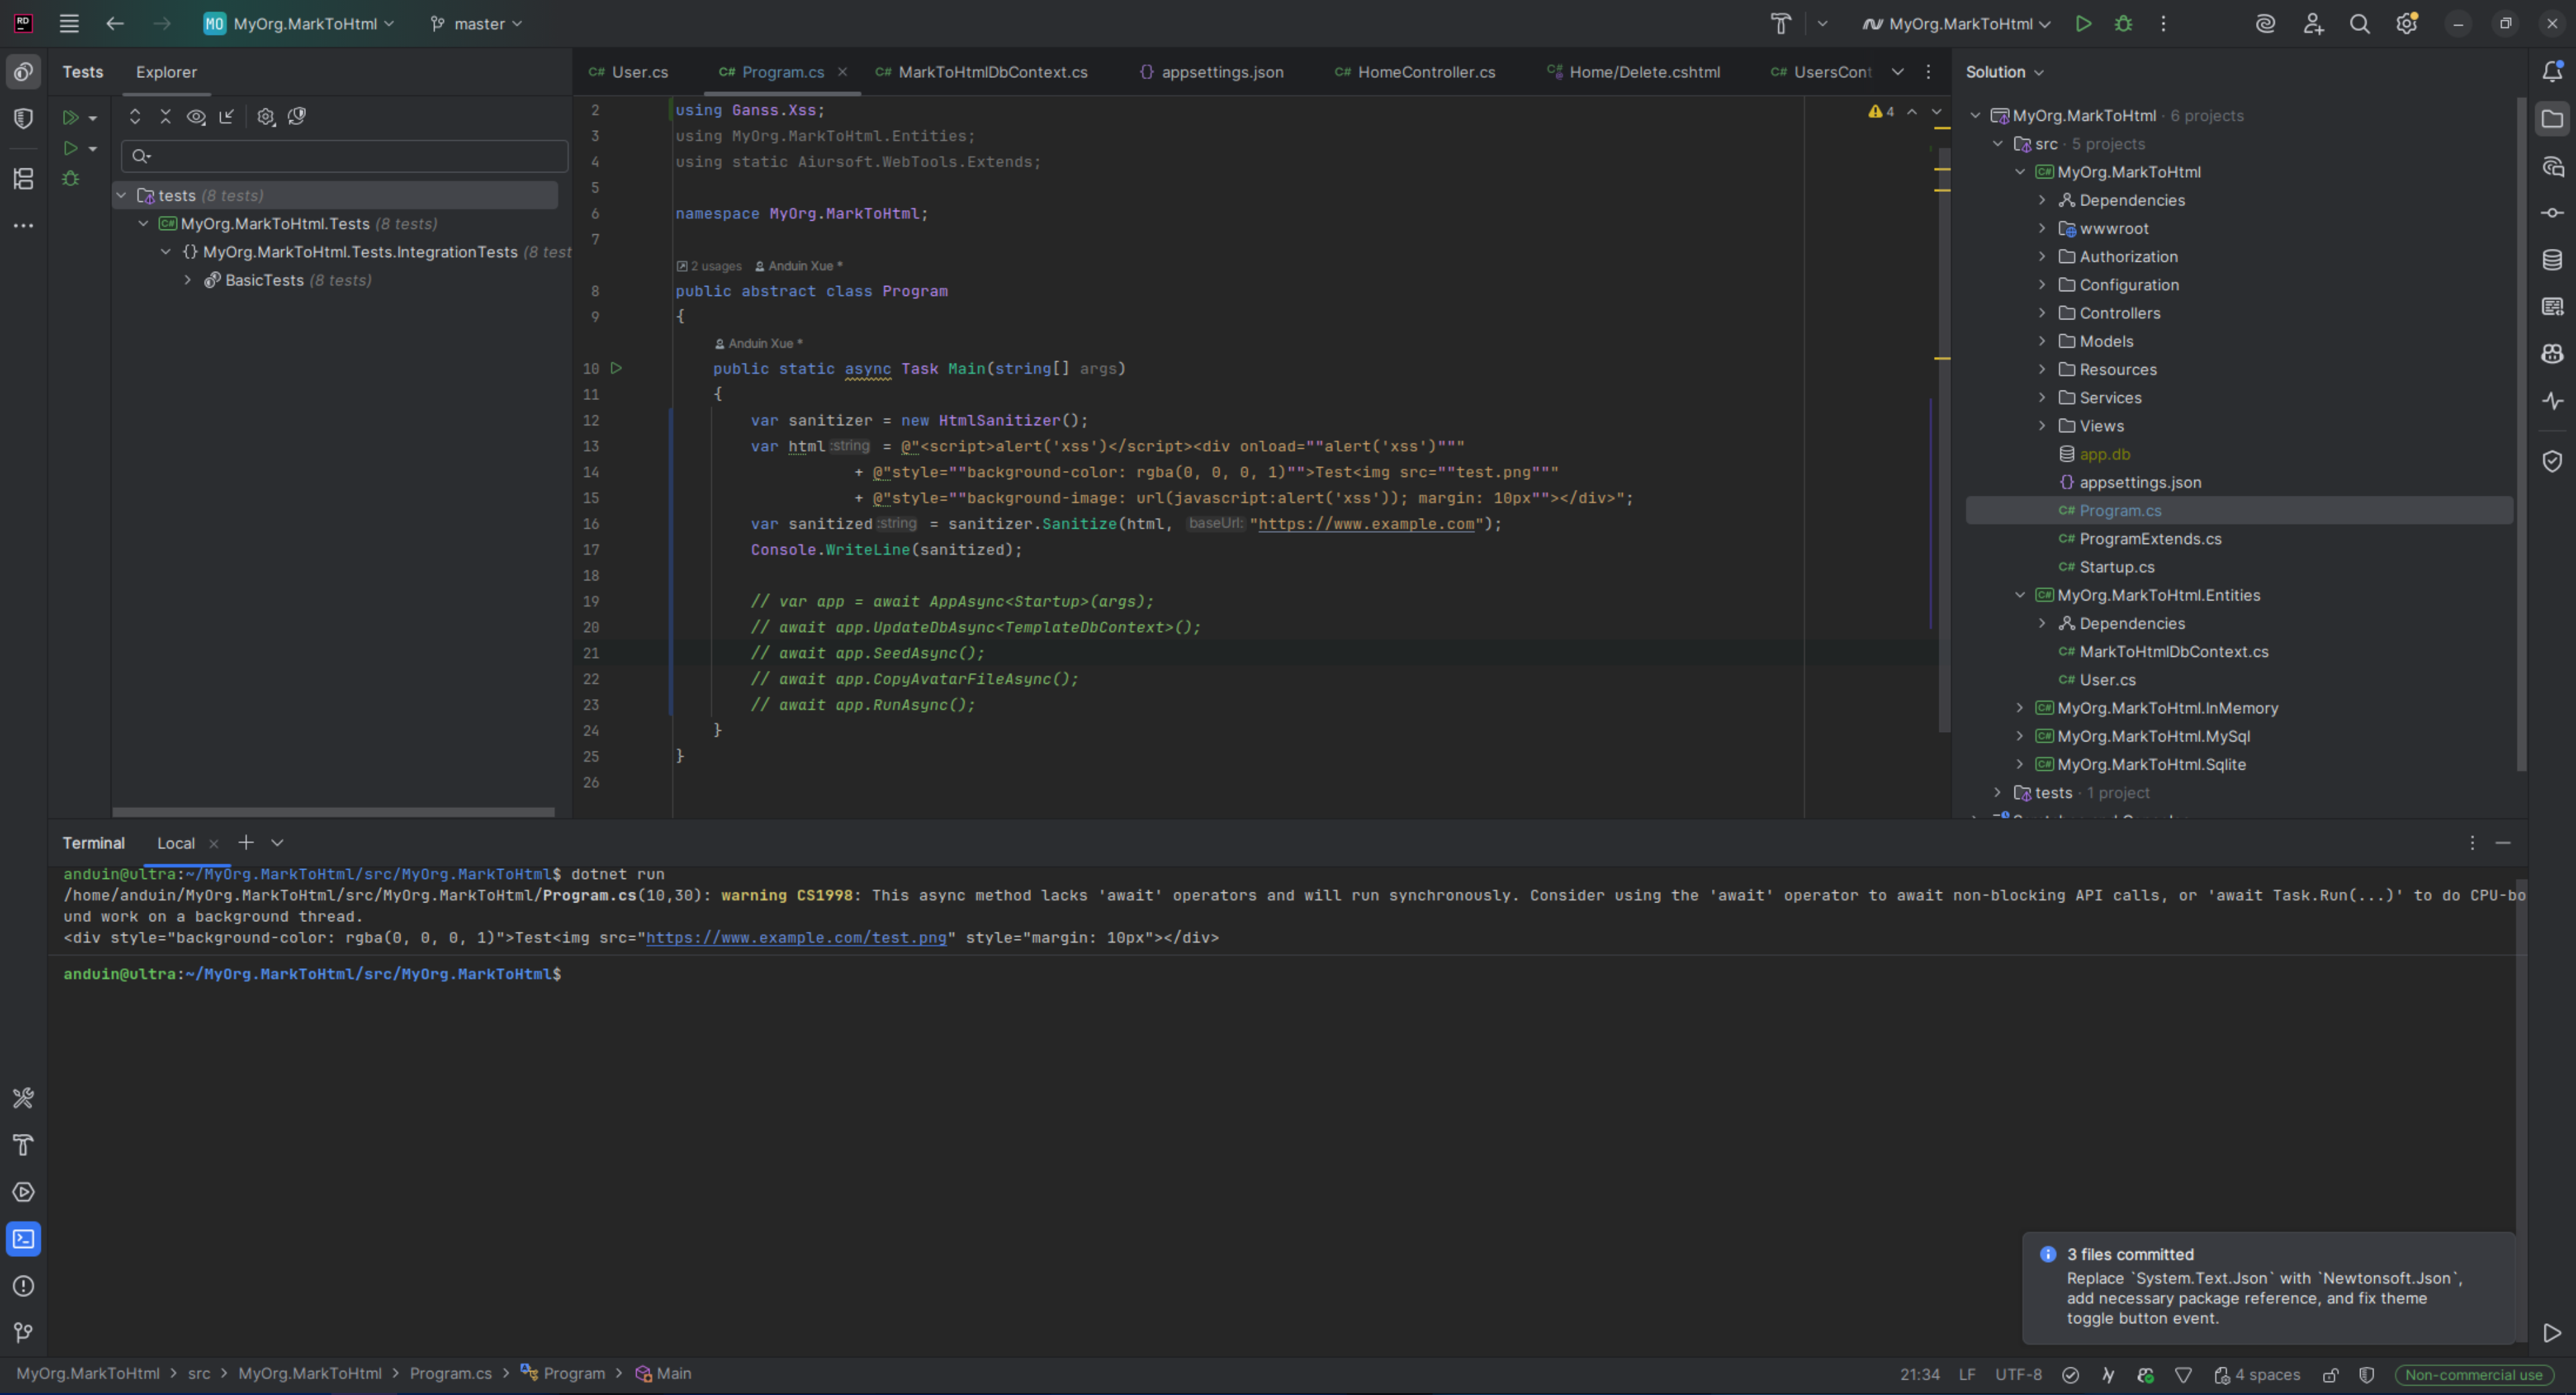 MO MyOrg.MarkToHtml master MyOrg.MarkToHtml
Tests Explorer
tests (8 tests)
MyOrg.MarkToHtml.Tests (8 tests)
{} MyOrg.MarkToHtml.Tests.IntegrationTests (8 test
BasicTests (8 tests)
C# User.cs C# Program.cs C# MarkToHtmlDbContext.cs {} appsettings.json C# HomeController.cs C# Home/Delete.cshtml C# UsersCont
4
2 using Ganss.Xss;
3 using MyOrg.MarkToHtml.Entities;
4 using static Aiursoft.WebTools.Extends;
5
6 namespace MyOrg.MarkToHtml;
7
2 usages Anduin Xue *
8 public abstract class Program
9 {
Anduin Xue *
10 public static async Task Main(string[] args)
11 {
12 var sanitizer = new HtmlSanitizer();
13 var html :string = @"<script>alert('xss')</script><div onload=""alert('xss')"""
14 + @"style=""background-color: rgba(0, 0, 0, 1)"">Test<img src=""test.png"""
15 + @"style=""background-image: url(javascript:alert('xss')); margin: 10px""></div>";
16 var sanitized :string = sanitizer.Sanitize(html, baseUrl: "https://www.example.com");
17 Console.WriteLine(sanitized);
18
19 // var app = await AppAsync<Startup>(args);
20 // await app.UpdateDbAsync<TemplateDbContext>();
21 // await app.SeedAsync();
22 // await app.CopyAvatarFileAsync();
23 // await app.RunAsync();
24 }
25 }
26
Solution
MyOrg.MarkToHtml · 6 projects
src · 5 projects
C# MyOrg.MarkToHtml
Dependencies
wwwroot
Authorization
Configuration
Controllers
Models
Resources
Services
Views
app.db
{} appsettings.json
C# Program.cs
C# ProgramExtends.cs
C# Startup.cs
C# MyOrg.MarkToHtml.Entities
Dependencies
C# MarkToHtmlDbContext.cs
C# User.cs
C# MyOrg.MarkToHtml.InMemory
C# MyOrg.MarkToHtml.MySql
C# MyOrg.MarkToHtml.Sqlite
tests · 1 project
Terminal Local
anduin@ultra:~/MyOrg.MarkToHtml/src/MyOrg.MarkToHtml$ dotnet run
/home/anduin/MyOrg.MarkToHtml/src/MyOrg.MarkToHtml/Program.cs(10,30): warning CS1998: This async method lacks 'await' operators and will run synchronously. Consider using the 'await' operator to await non-blocking API calls, or 'await Task.Run(...)' to do CPU-bo
und work on a background thread.
<div style="background-color: rgba(0, 0, 0, 1)">Test<img src="https://www.example.com/test.png" style="margin: 10px"></div>
anduin@ultra:~/MyOrg.MarkToHtml/src/MyOrg.MarkToHtml$
3 files committed
Replace `System.Text.Json` with `Newtonsoft.Json`,
add necessary package reference, and fix theme
toggle button event.
MyOrg.MarkToHtml > src > MyOrg.MarkToHtml > Program.cs > Program > Main
21:34 LF UTF-8 4 spaces Non-commercial use